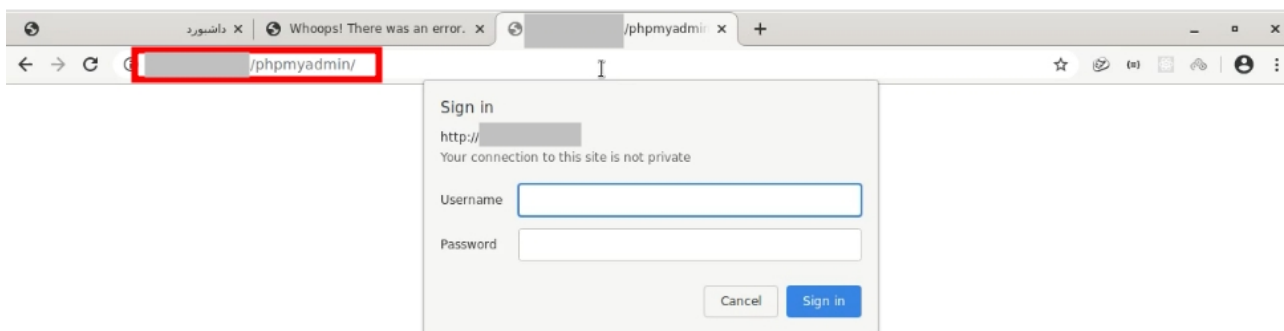 داشبورد × Whoops! There was an error. × /phpmyadmin × +
/phpmyadmin/
Sign in
http://
Your connection to this site is not private
Username
Password
Cancel Sign in